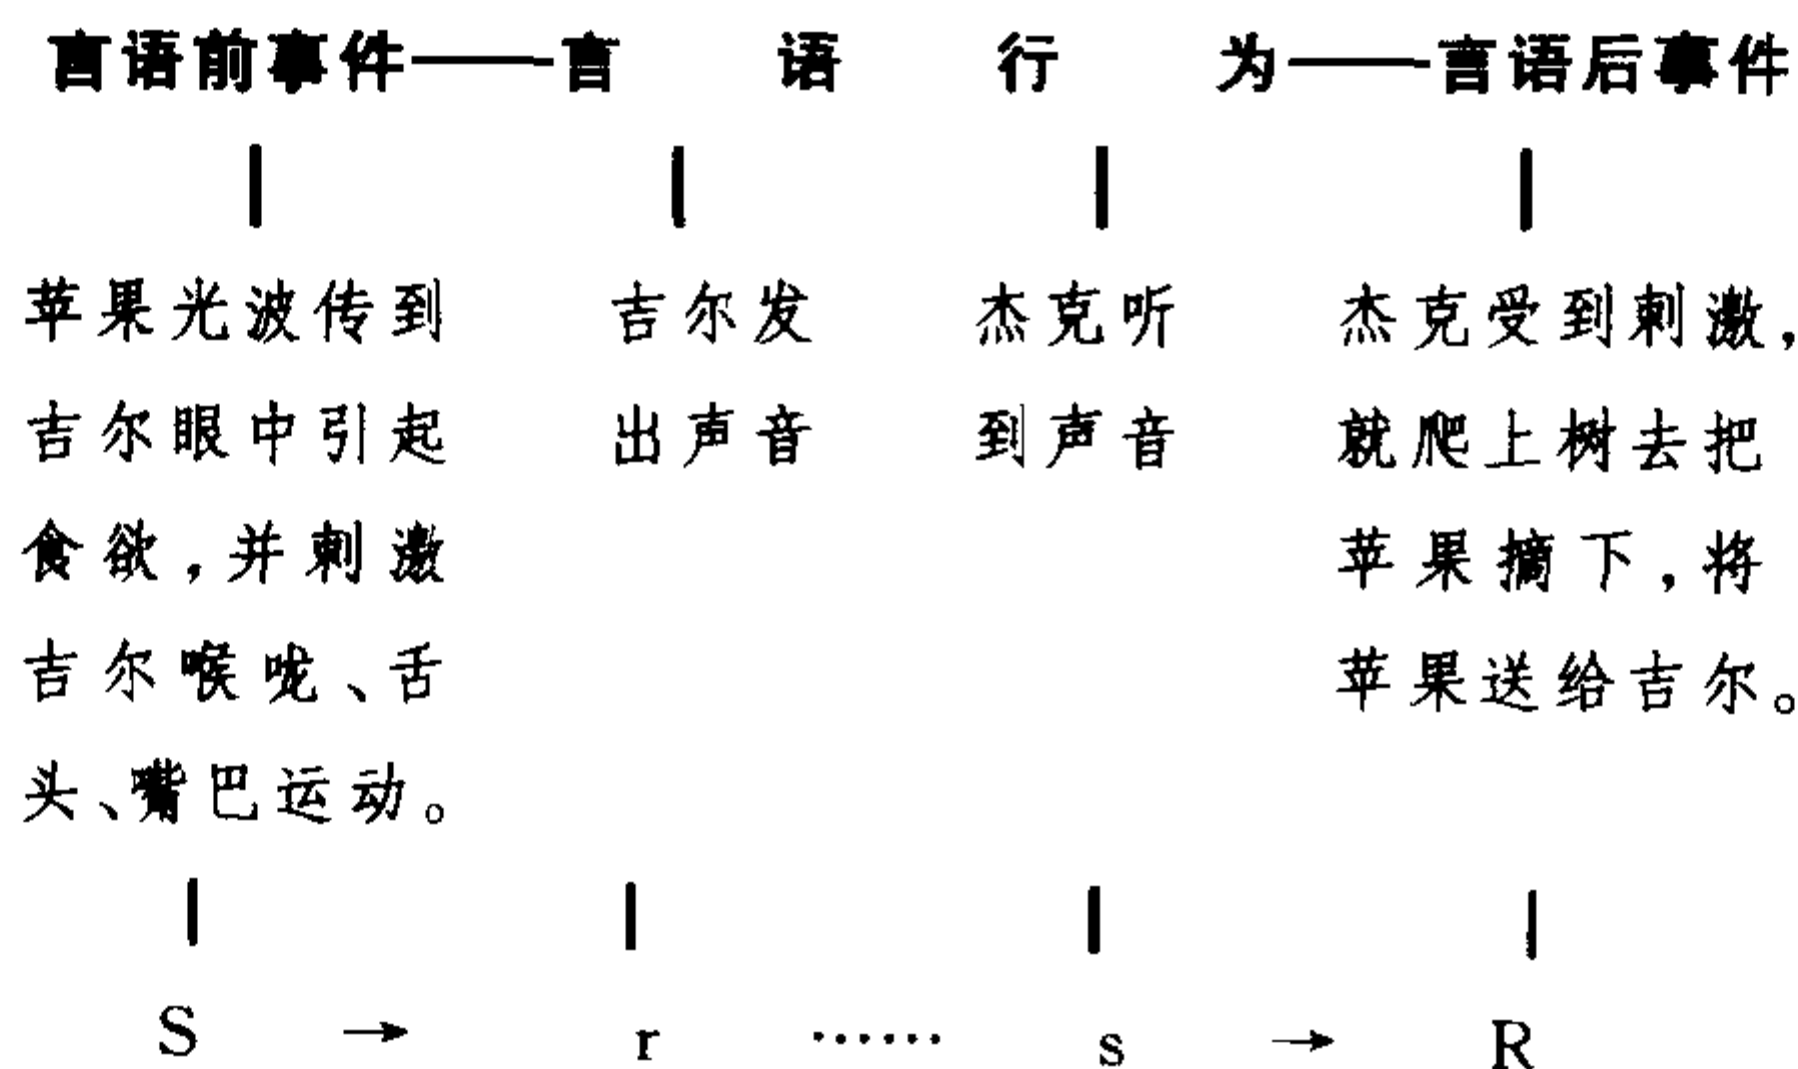 言语前事件——言语行为——言语后事件
苹果光波传到
吉尔眼中引起
食欲，并刺激
吉尔喉咙、舌
头、嘴巴运动。
吉尔发
出声音
杰克听
到声音
杰克受到刺激，
就爬上树去把
苹果摘下，将
苹果送给吉尔。
S → r …… s → R